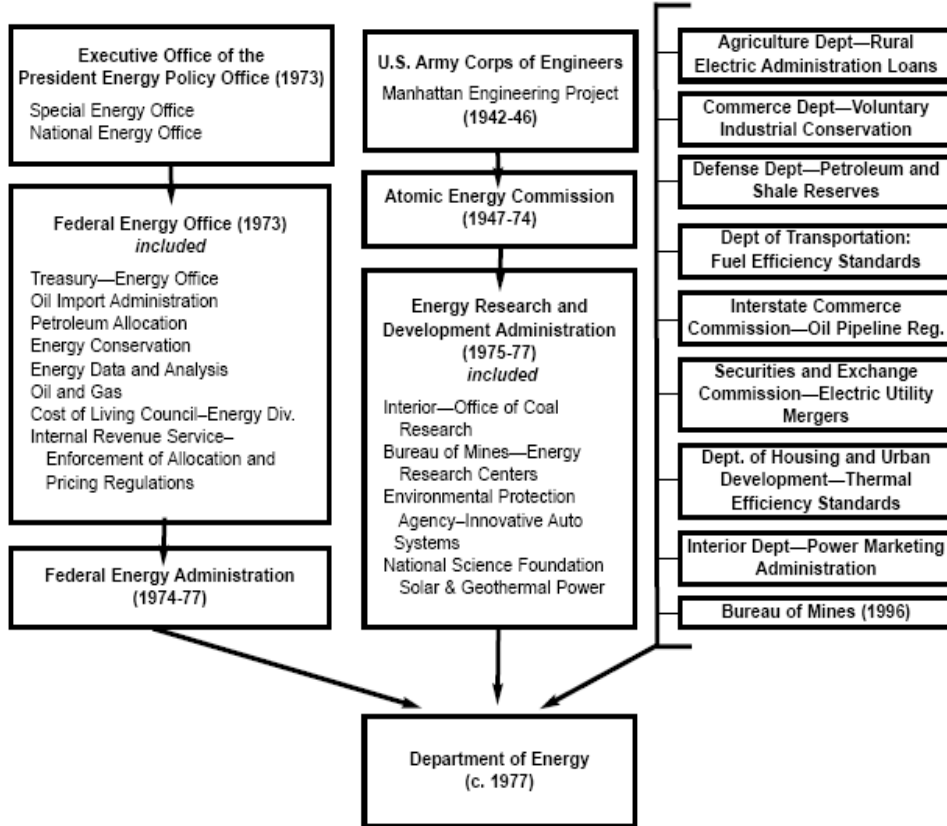 Executive Office of the
President Energy Policy Office (1973)
Special Energy Office
National Energy Office
Federal Energy Office (1973)
included
Treasury—Energy Office
Oil Import Administration
Petroleum Allocation
Energy Conservation
Energy Data and Analysis
Oil and Gas
Cost of Living Council–Energy Div.
Internal Revenue Service–
Enforcement of Allocation and
Pricing Regulations
Federal Energy Administration
(1974-77)
U.S. Army Corps of Engineers
Manhattan Engineering Project
(1942-46)
Atomic Energy Commission
(1947-74)
Energy Research and
Development Administration
(1975-77)
included
Interior—Office of Coal
Research
Bureau of Mines—Energy
Research Centers
Environmental Protection
Agency–Innovative Auto
Systems
National Science Foundation
Solar & Geothermal Power
Agriculture Dept—Rural
Electric Administration Loans
Commerce Dept—Voluntary
Industrial Conservation
Defense Dept—Petroleum and
Shale Reserves
Dept of Transportation:
Fuel Efficiency Standards
Interstate Commerce
Commission—Oil Pipeline Reg.
Securities and Exchange
Commission—Electric Utility
Mergers
Dept. of Housing and Urban
Development—Thermal
Efficiency Standards
Interior Dept—Power Marketing
Administration
Bureau of Mines (1996)
Department of Energy
(c. 1977)